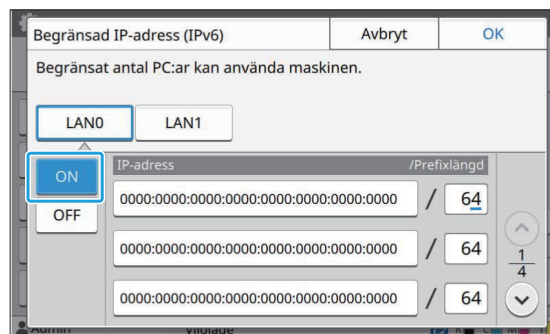 Begränsad IP-adress (IPv6) Avbryt OK
Begränsat antal PC:ar kan använda maskinen.
LAN0 LAN1
IP-adress /Prefixlängd
ON
0000:0000:0000:0000:0000:0000:0000:0000 / 64
OFF
0000:0000:0000:0000:0000:0000:0000:0000 / 64
1
4
0000:0000:0000:0000:0000:0000:0000:0000 / 64
Admin Viloläge